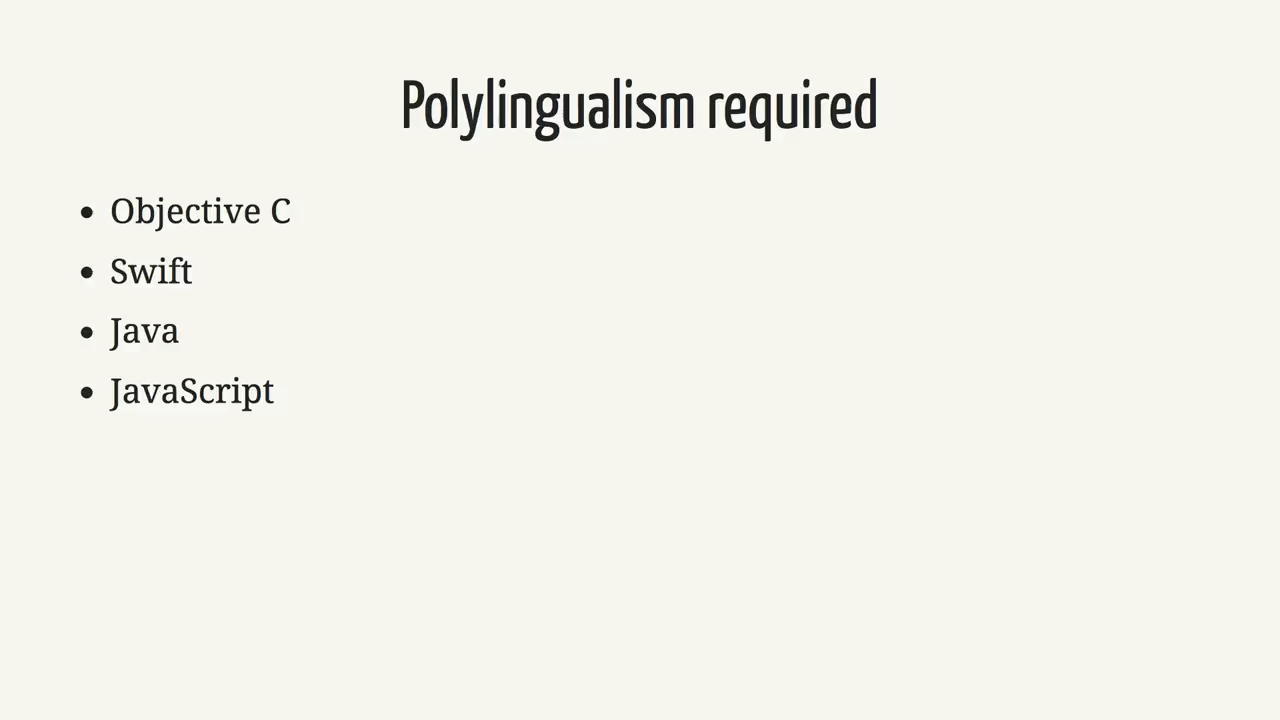 Polylingualism required
• Objective C
• Swift
• Java
• JavaScript